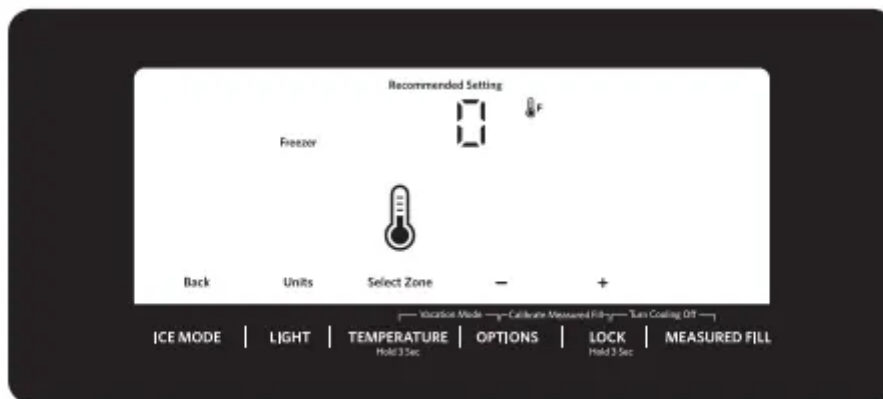 Recommended Setting
0 F
Freezer
Back Units Select Zone − +
Vacation Mode Calibrate Measured Fill Turn Cooling Off
ICE MODE LIGHT TEMPERATURE OPTIONS LOCK MEASURED FILL
Hold 3 Sec Hold 3 Sec